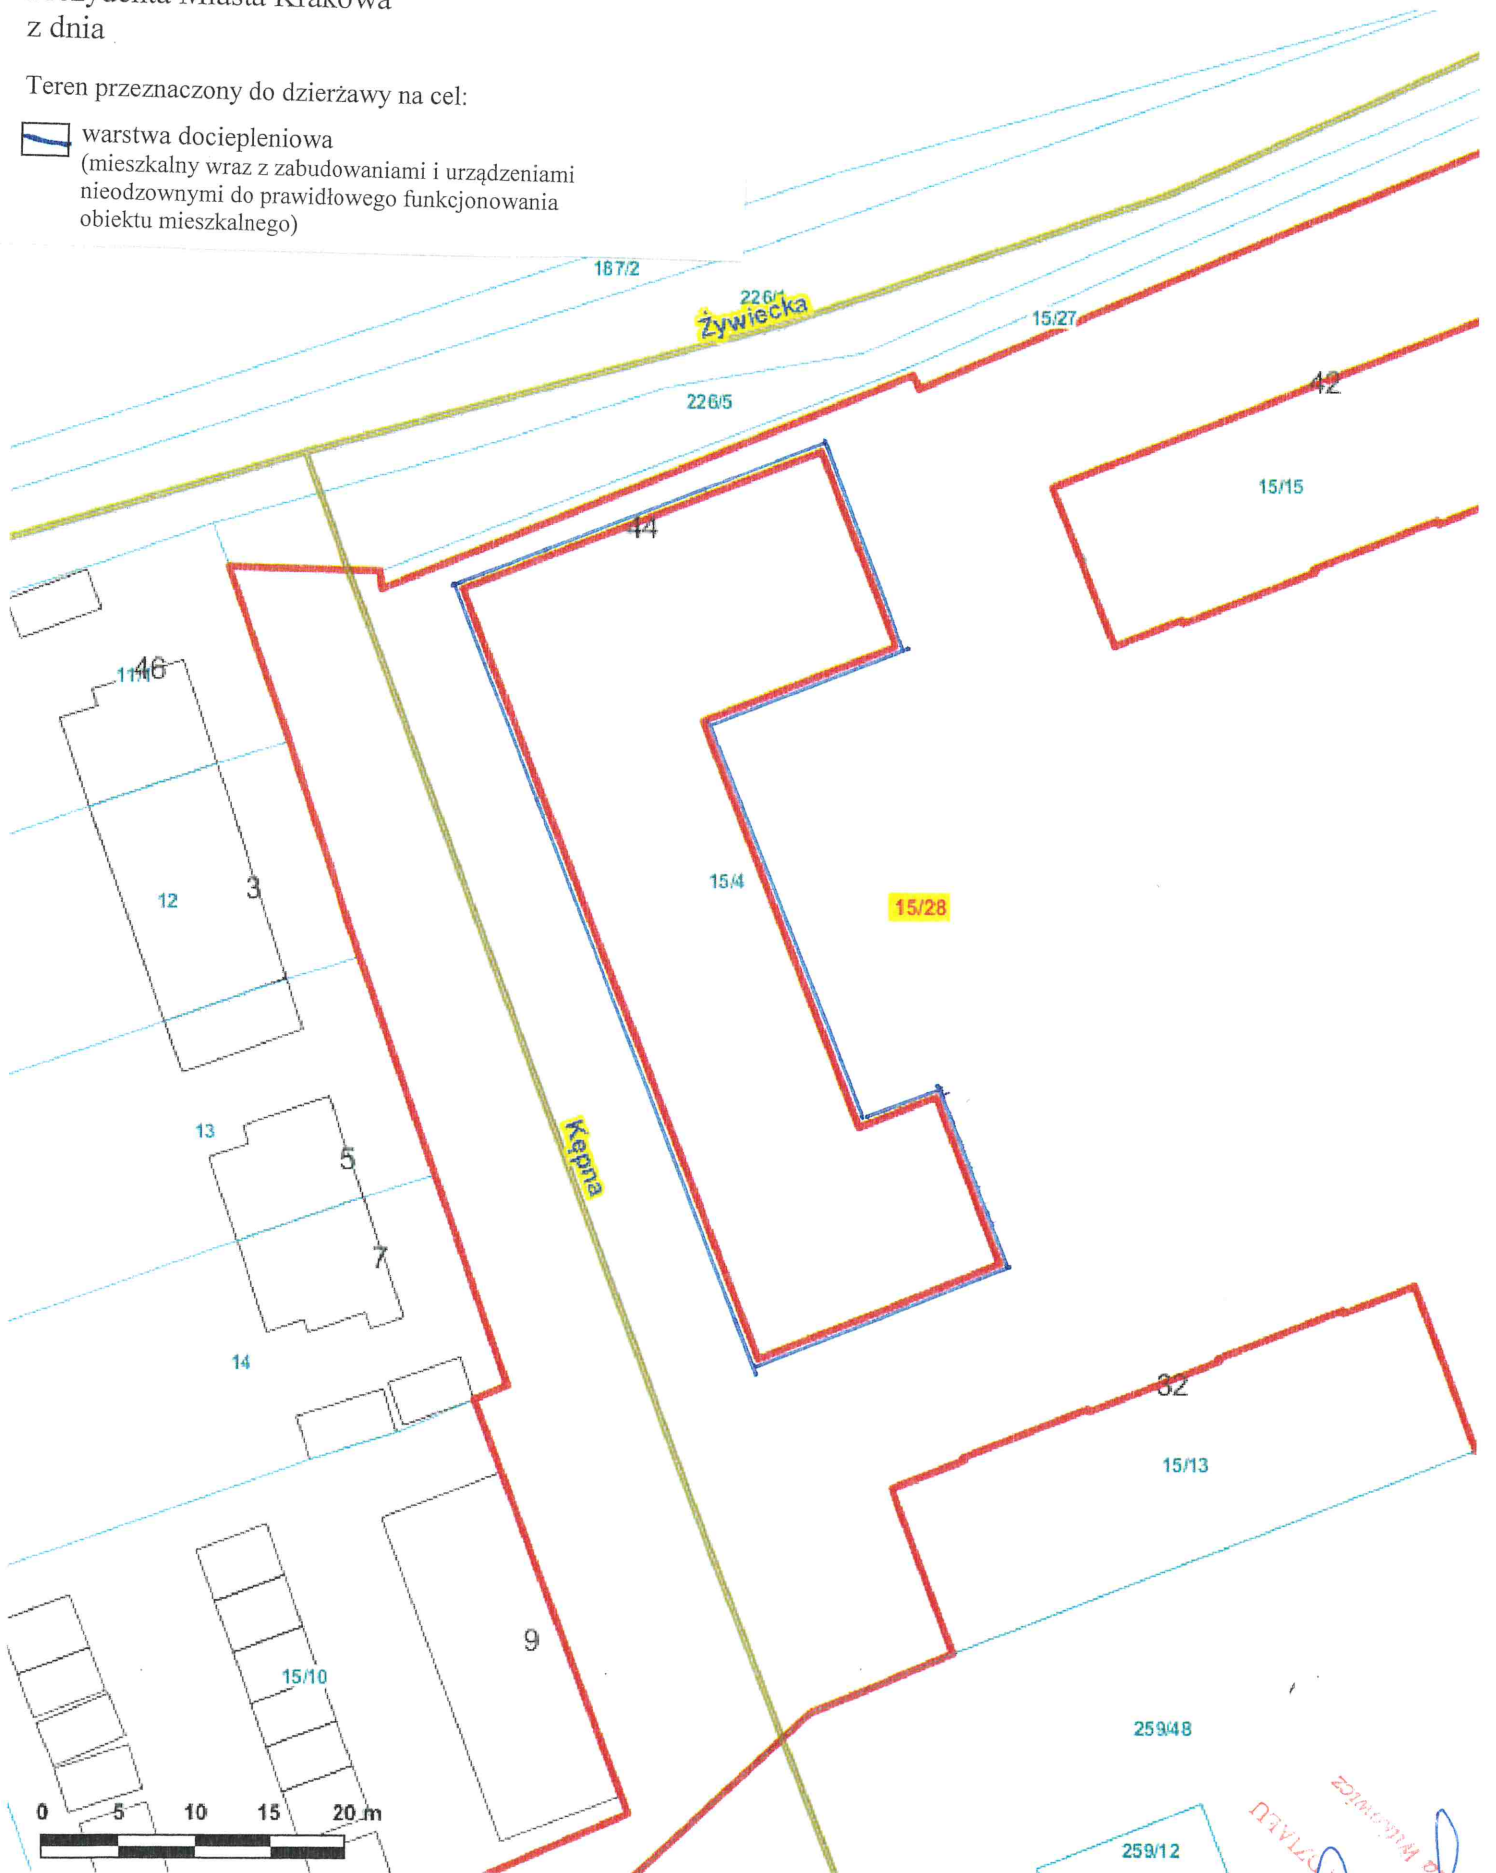 z dnia
Teren przeznaczony do dzierżawy na cel:
warstwa dociepleniowa
(mieszkalny wraz z zabudowaniami i urządzeniami
nieodzownymi do prawidłowego funkcjonowania
obiektu mieszkalnego)
187/2
226/1
Żywiecka
15/27
226/5
42
15/15
44
46
12
3
15/4
15/28
13
5
Kępna
7
14
32
15/13
9
15/10
259/48
0 5 10 15 20 m
259/12